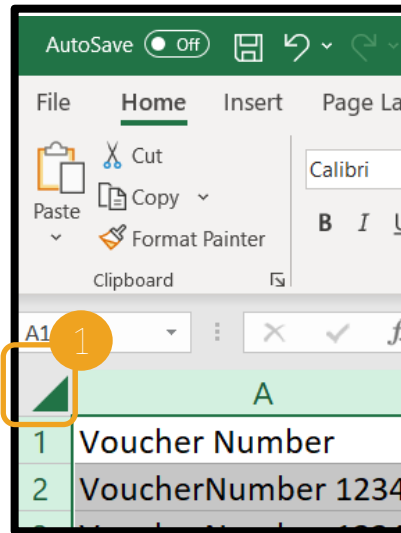 AutoSave Off
File Home Insert Page La
Cut
Calibri
Copy
Paste
B I U
Format Painter
Clipboard
A1
1
A
1 Voucher Number
2 VoucherNumber 1234